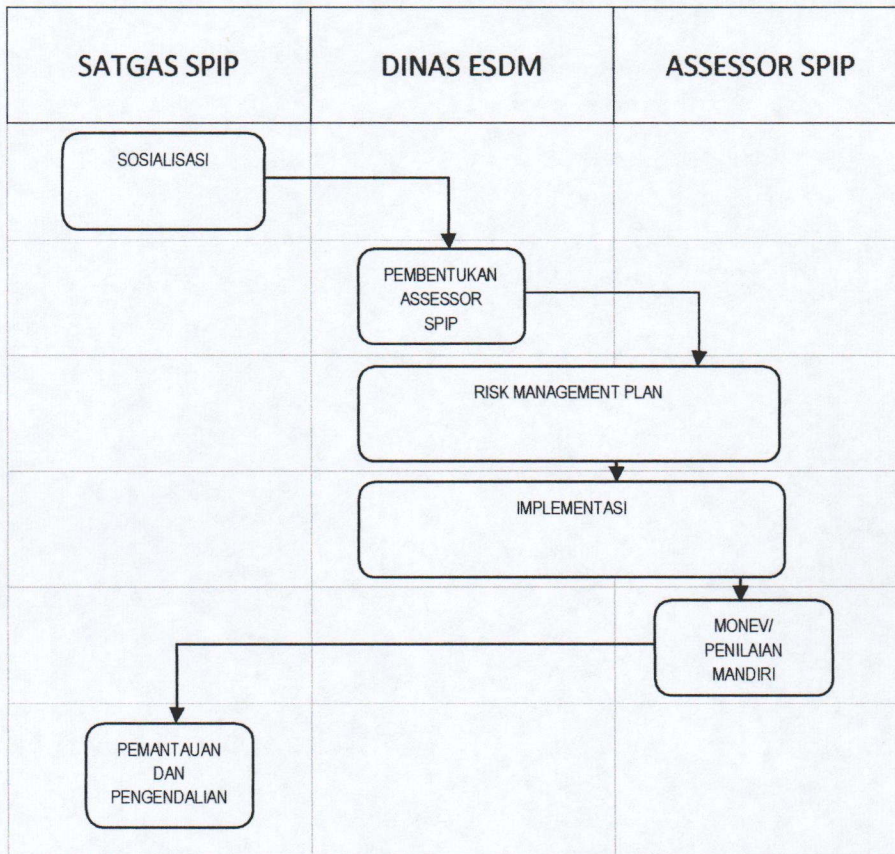 SATGAS SPIP
DINAS ESDM
ASSESSOR SPIP
SOSIALISASI
PEMBENTUKAN
ASSESSOR
SPIP
RISK MANAGEMENT PLAN
IMPLEMENTASI
MONEV/
PENILAIAN
MANDIRI
PEMANTAUAN
DAN
PENGENDALIAN